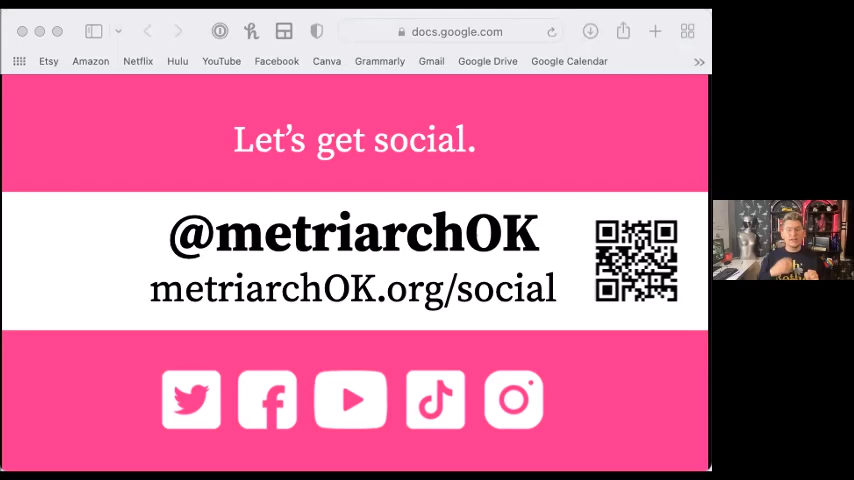 docs.google.com
Etsy Amazon Netflix Hulu YouTube Facebook Canva Grammarly Gmail Google Drive Google Calendar
Let's get social.
@metriarchOK
metriarchOK.org/social